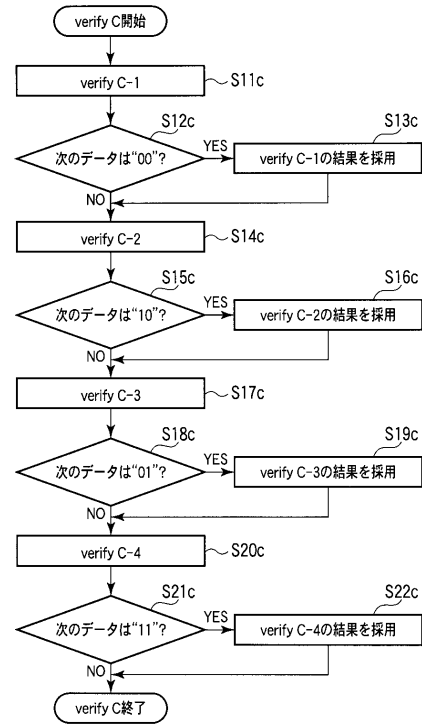 verify C開始
verify C-1
S11c
S12c
次のデータは“00”?
YES
S13c
verify C-1の結果を採用
NO
verify C-2
S14c
S15c
次のデータは“10”?
YES
S16c
verify C-2の結果を採用
NO
verify C-3
S17c
S18c
次のデータは“01”?
YES
S19c
verify C-3の結果を採用
NO
verify C-4
S20c
S21c
次のデータは“11”?
YES
S22c
verify C-4の結果を採用
NO
verify C終了